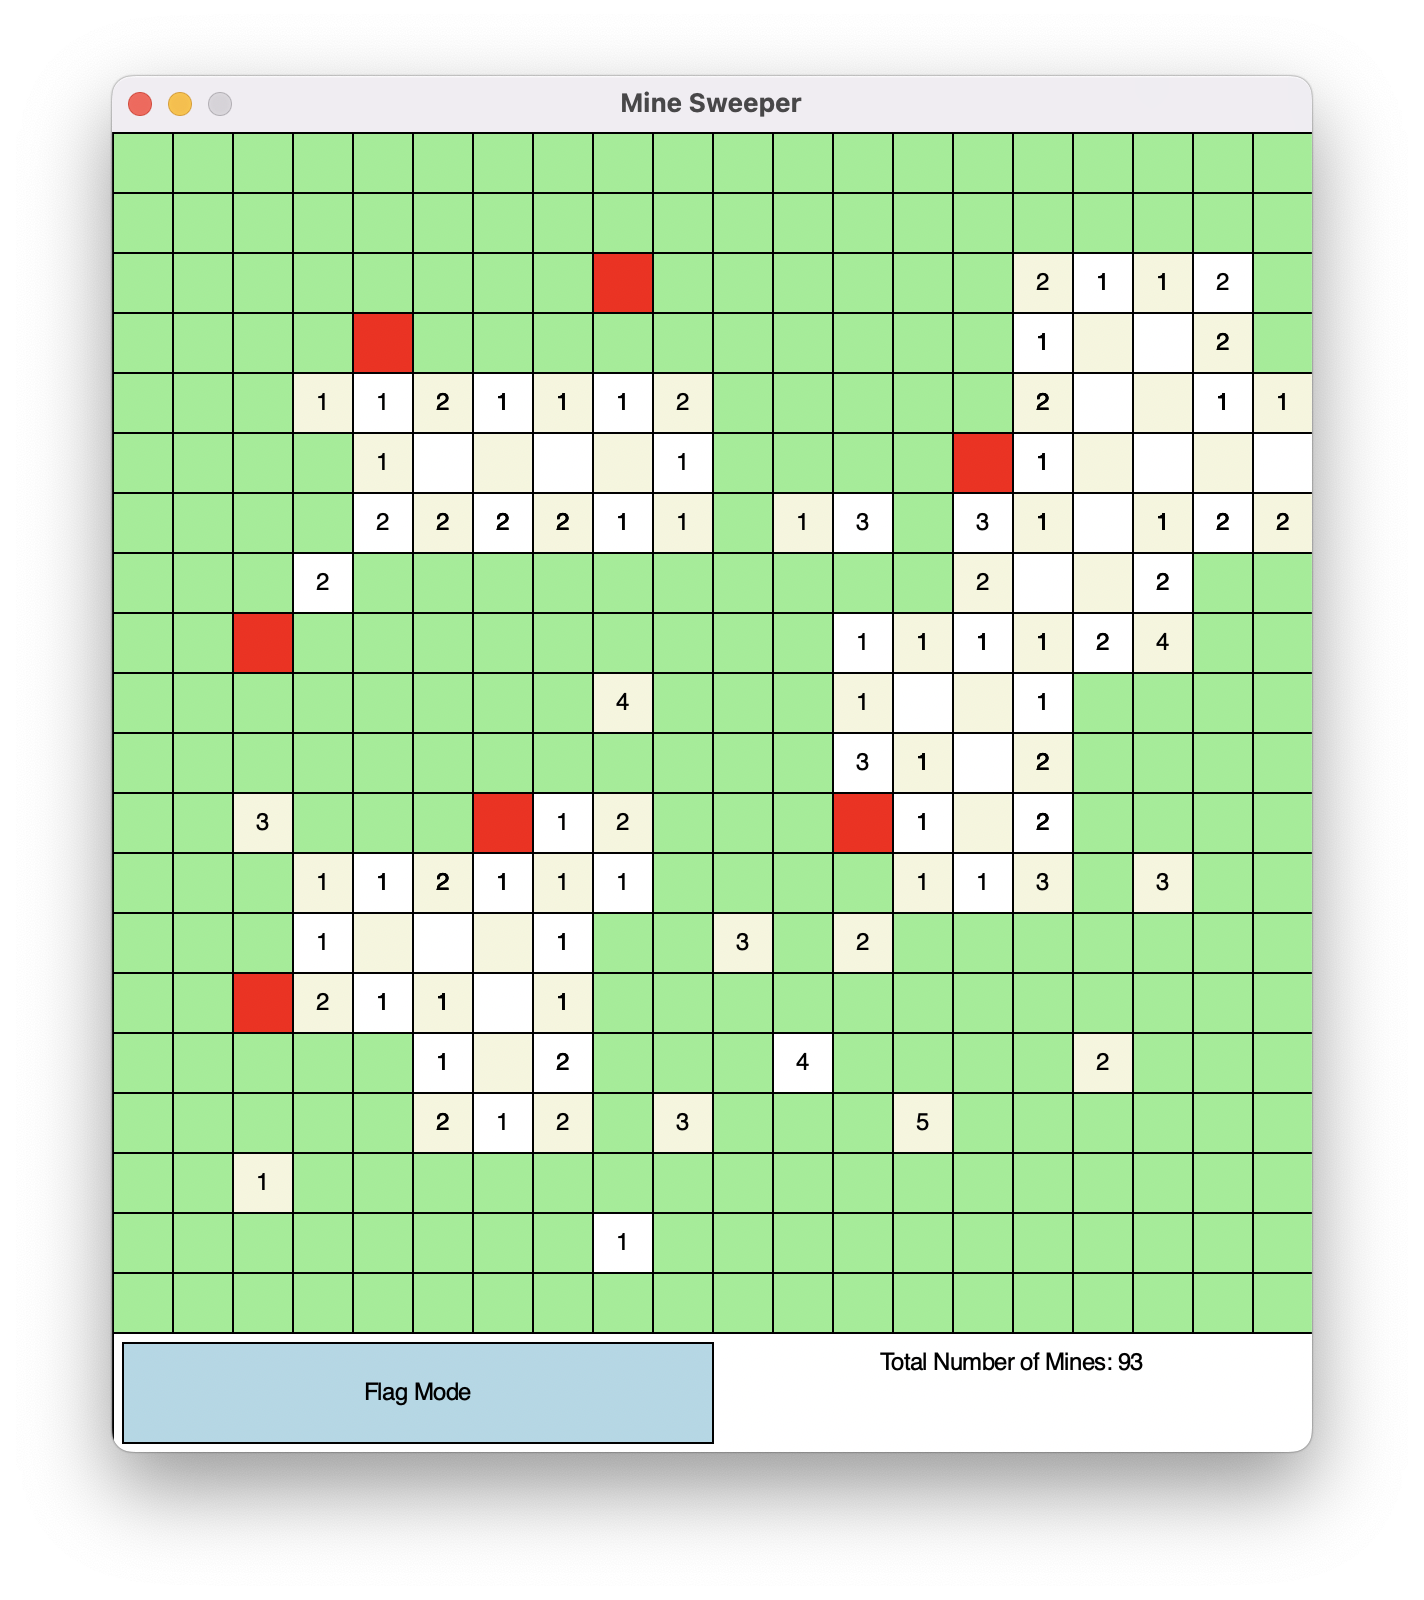 Mine Sweeper
2 1 1 2
1 2
1 1 2 1 1 1 2 2 1 1
1 1 1
2 2 2 2 1 1 1 3 3 1 1 2 2
2 2 2
1 1 1 1 2 4
4 1 1
3 1 2
3 1 2 1 2
1 1 2 1 1 1 1 1 3 3
1 1 3 2
2 1 1 1
1 2 4 2
2 1 2 3 5
1
1
Flag Mode
Total Number of Mines: 93